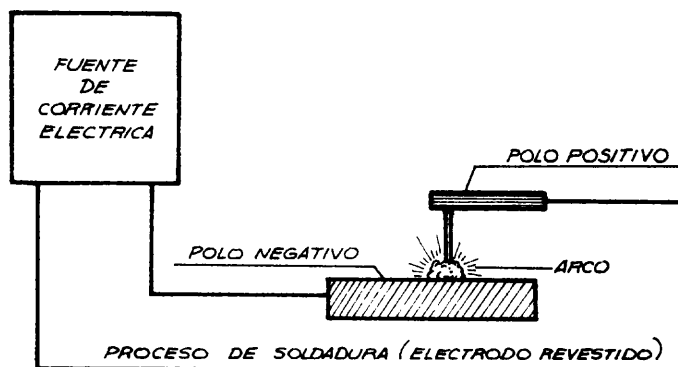 FUENTE
DE
CORRIENTE
ELECTRICA
POLO POSITIVO
POLO NEGATIVO
ARCO
PROCESO DE SOLDADURA (ELECTRODO REVESTIDO)